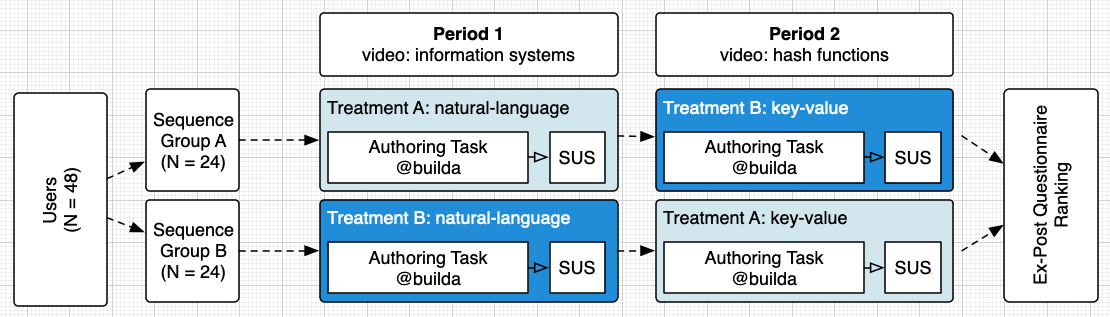 Period 1
video: information systems
Period 2
video: hash functions
Users
(N = 48)
Sequence
Group A
(N = 24)
Treatment A: natural-language
Authoring Task
@builda
SUS
Treatment B: key-value
Authoring Task
@builda
SUS
Sequence
Group B
(N = 24)
Treatment B: natural-language
Authoring Task
@builda
SUS
Treatment A: key-value
Authoring Task
@builda
SUS
Ex-Post Questionnaire
Ranking